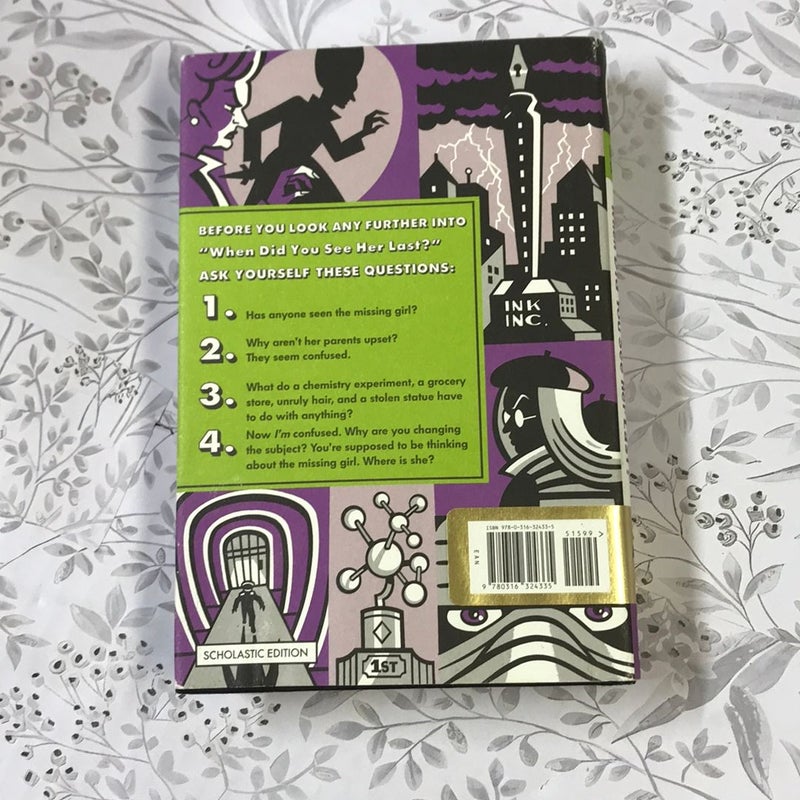 BEFORE YOU LOOK ANY FURTHER INTO
"When Did You See Her Last?"
ASK YOURSELF THESE QUESTIONS:
1. Has anyone seen the missing girl?
2. Why aren't her parents upset?
They seem confused.
3. What do a chemistry experiment, a grocery
store, unruly hair, and a stolen statue have
to do with anything?
4. Now I'm confused. Why are you changing
the subject? You're supposed to be thinking
about the missing girl. Where is she?
INK
INC.
ISBN 978-0-316-32433-5
51599>
EAN
9 780316 324335
SCHOLASTIC EDITION
1ST